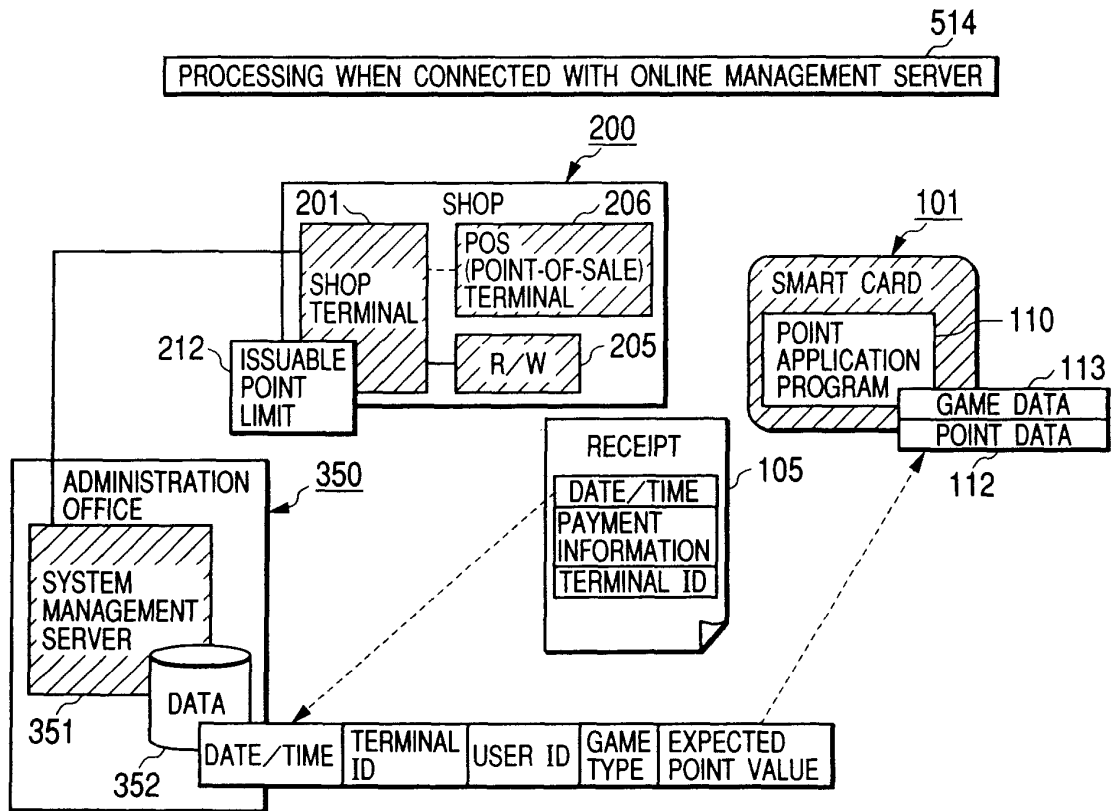 514
PROCESSING WHEN CONNECTED WITH ONLINE MANAGEMENT SERVER
200
201
SHOP
206
SHOP
TERMINAL
POS
(POINT-OF-SALE)
TERMINAL
R/W
205
212
ISSUABLE
POINT
LIMIT
101
SMART CARD
POINT
APPLICATION
PROGRAM
110
113
GAME DATA
POINT DATA
112
RECEIPT
105
DATE/TIME
PAYMENT
INFORMATION
TERMINAL ID
ADMINISTRATION
OFFICE
350
SYSTEM
MANAGEMENT
SERVER
351
DATA
352
DATE/TIME
TERMINAL
ID
USER ID
GAME
TYPE
EXPECTED
POINT VALUE